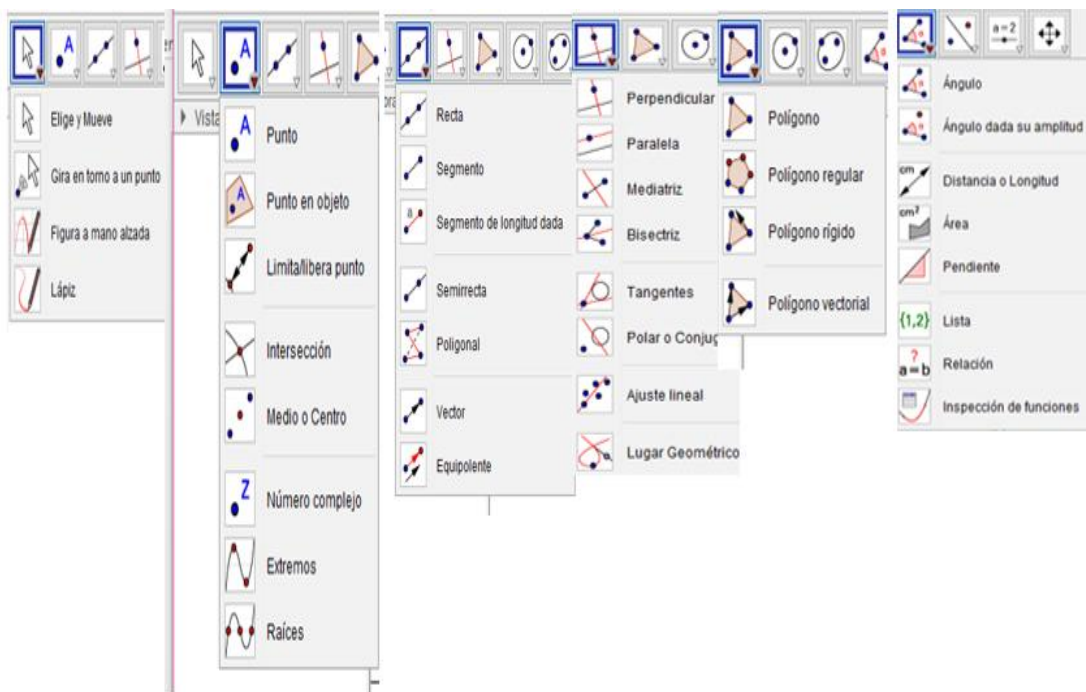 A
Elige y Mueve
Gira en torno a un punto
Figura a mano alzada
Lápiz
A
Vista
A
Punto
A
Punto en objeto
Limita/libera punto
Intersección
Medio o Centro
Z
Número complejo
Extremos
Raíces
Recta
Segmento
a
Segmento de longitud dada
Semirrecta
Poligonal
Vector
Equipolente
Perpendicular
Paralela
Mediatriz
Bisectriz
Tangentes
Polar o Conjug
Ajuste lineal
Lugar Geométrico
Polígono
Polígono regular
Polígono rígido
Polígono vectorial
a=2
Ángulo
Ángulo dada su amplitud
cm
Distancia o Longitud
cm²
Área
Pendiente
{1,2}
Lista
?
a=b
Relación
Inspección de funciones